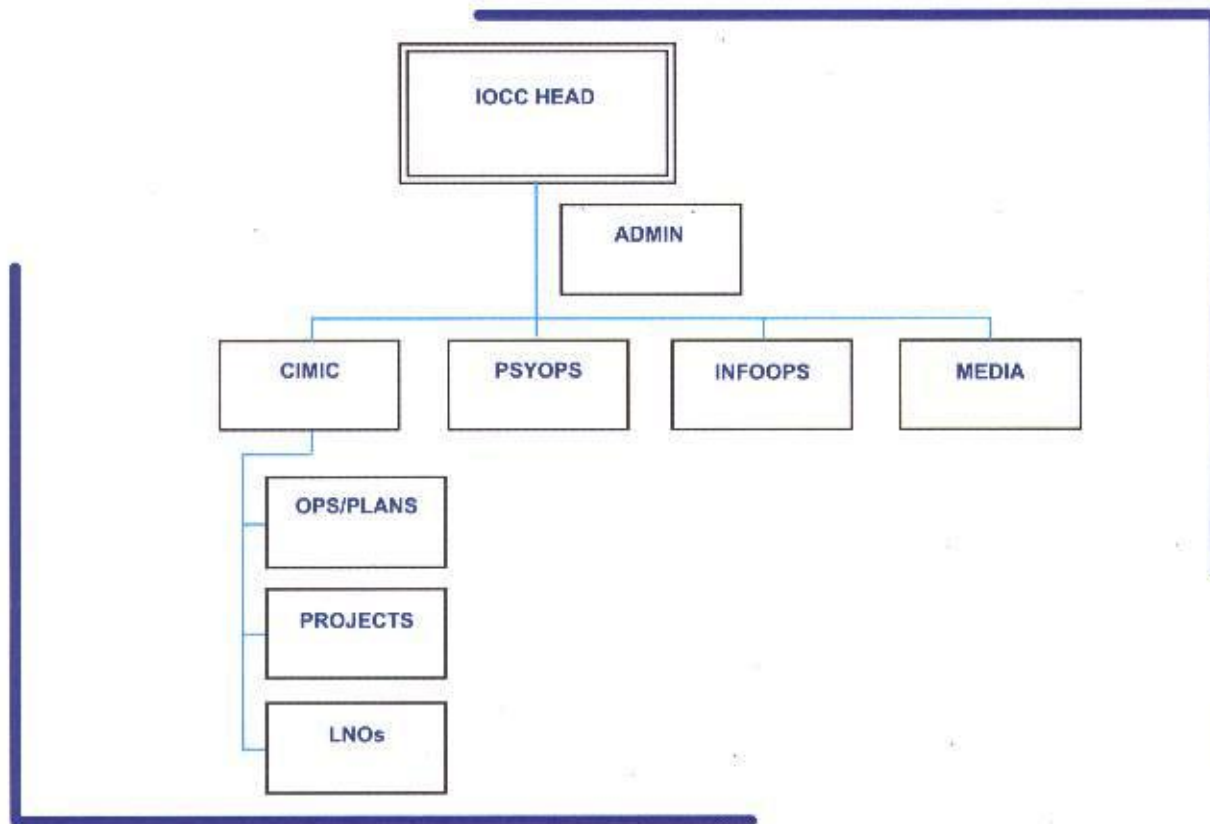 IOCC HEAD
ADMIN
CIMIC
PSYOPS
INFOOPS
MEDIA
OPS/PLANS
PROJECTS
LNOs